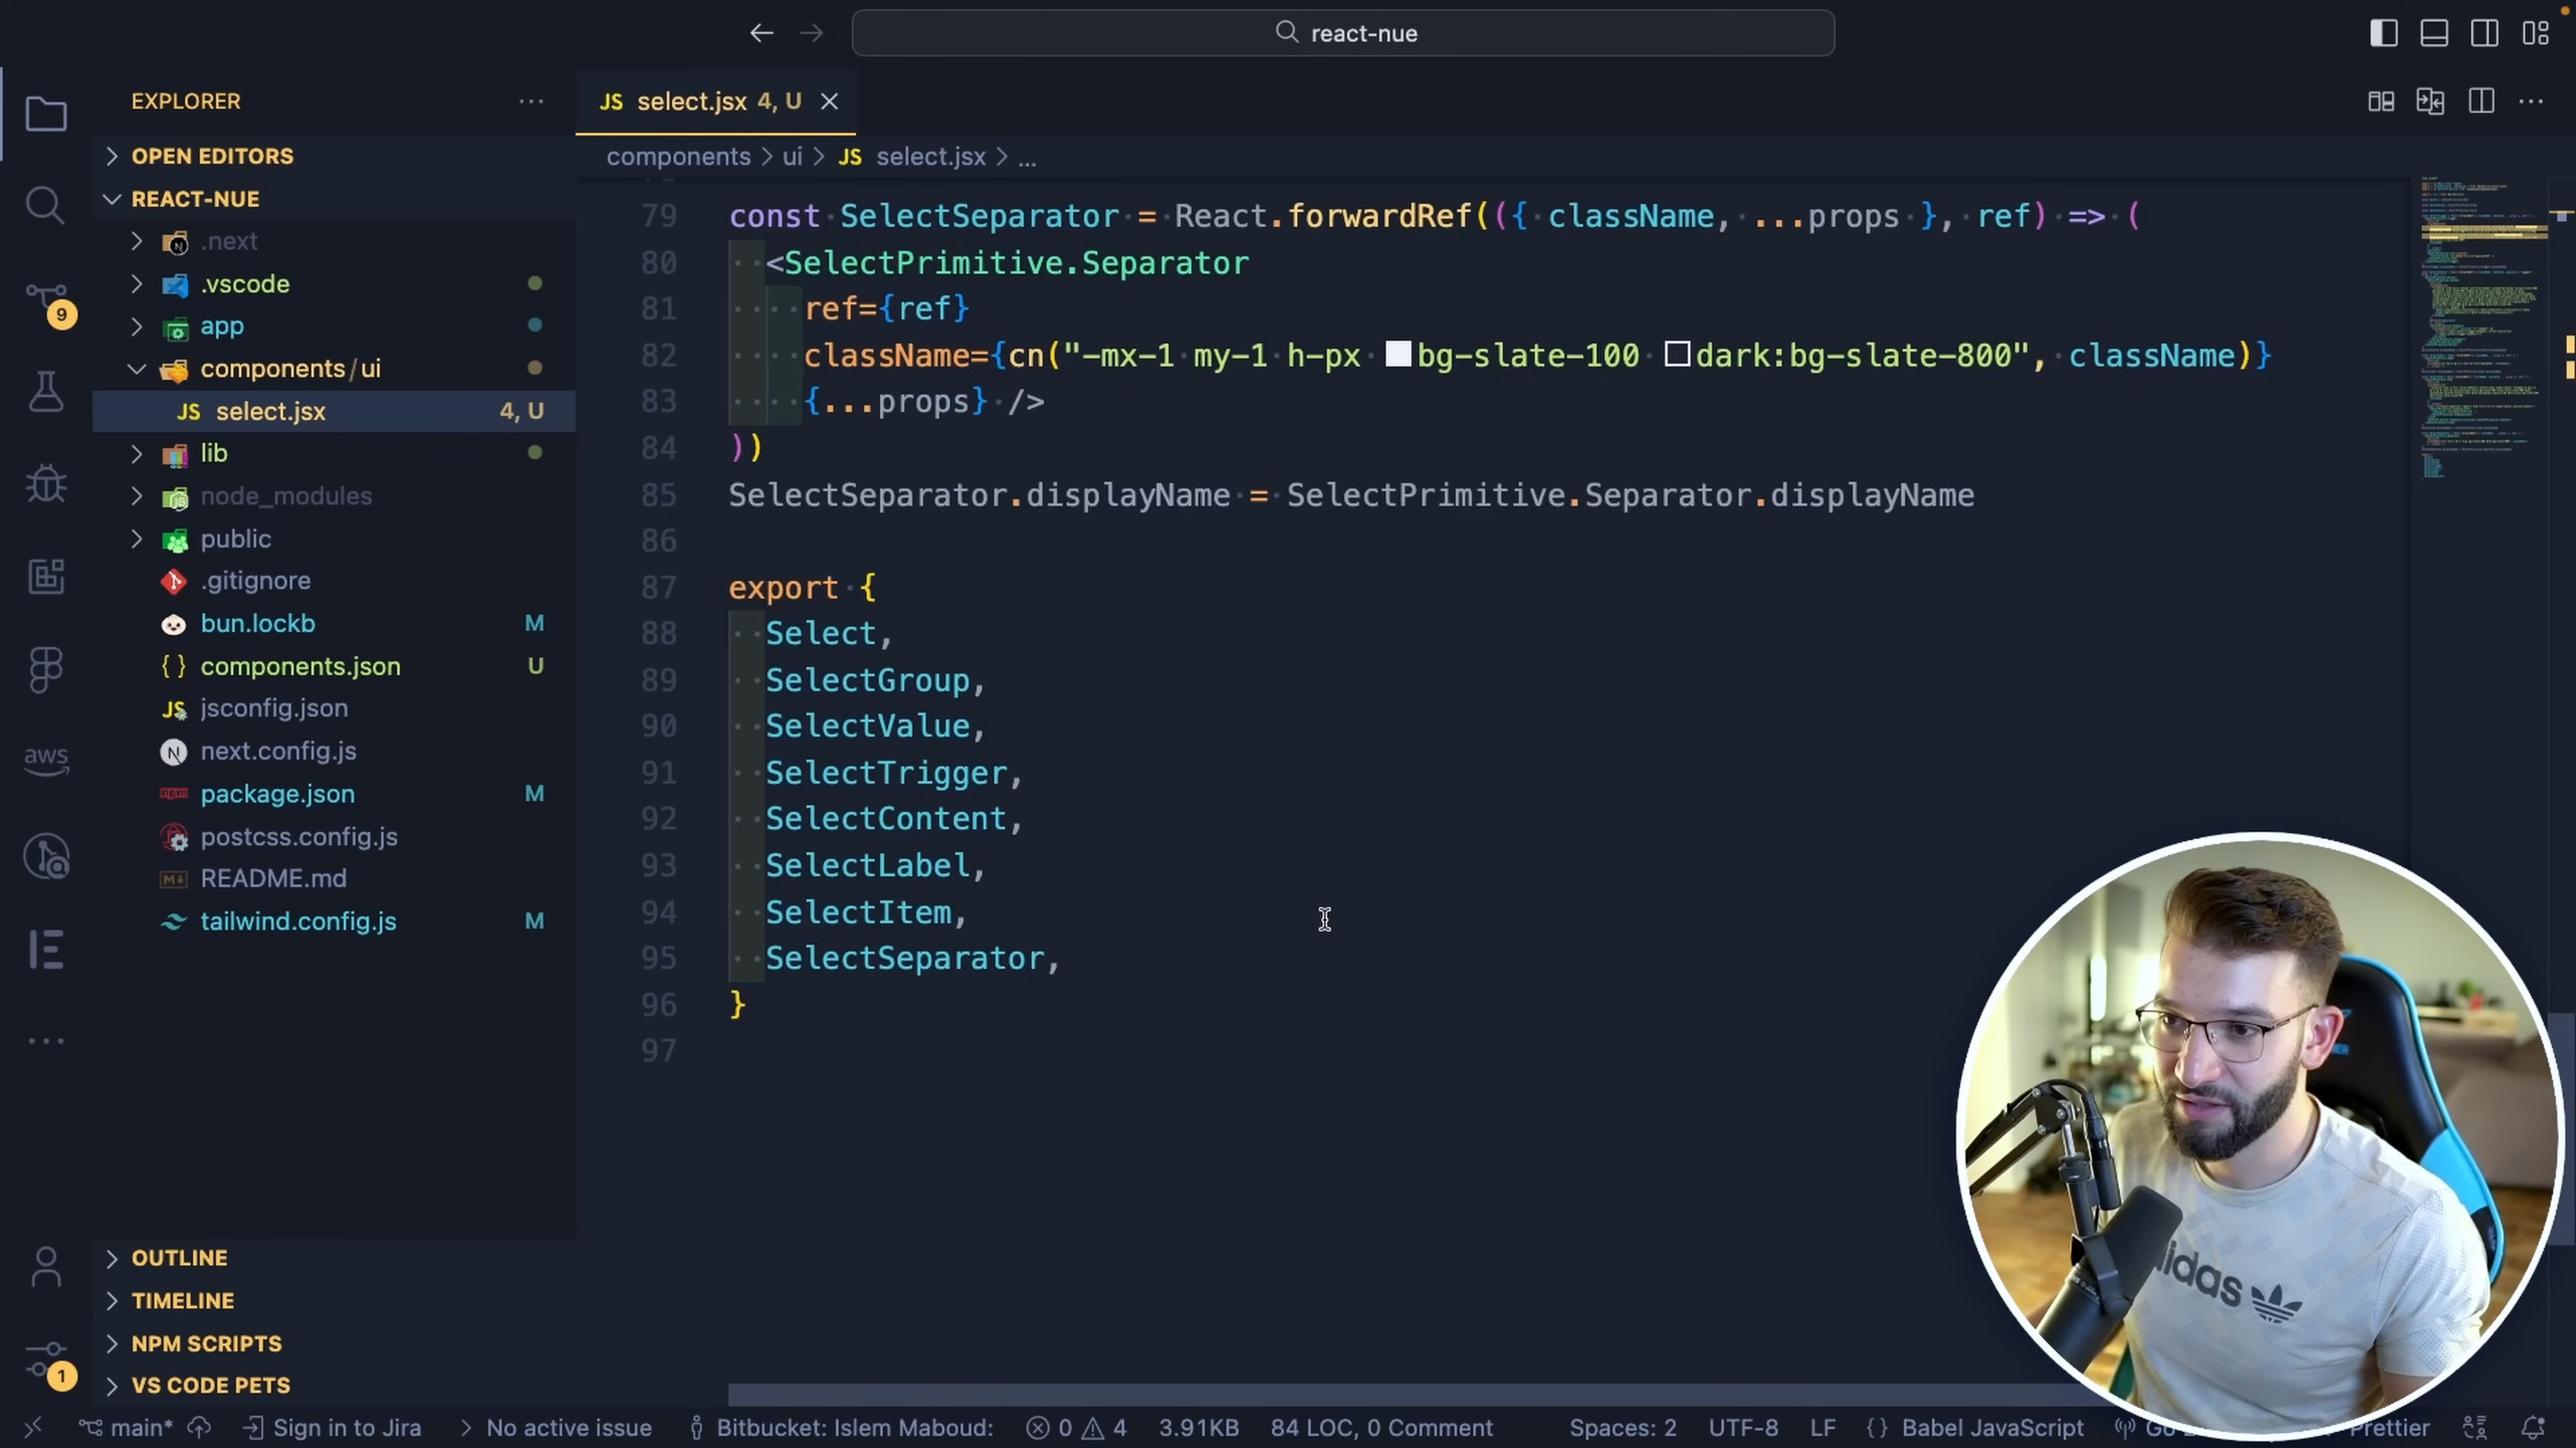 react-nue
EXPLORER
OPEN EDITORS
REACT-NUE
.next
.vscode
app
components/ui
JS select.jsx 4, U
lib
node_modules
public
.gitignore
bun.lockb M
{ } components.json U
JS jsconfig.json
N next.config.js
npm package.json M
postcss.config.js
M↓ README.md
tailwind.config.js M
OUTLINE
TIMELINE
NPM SCRIPTS
VS CODE PETS
9
aws
1
JS select.jsx 4, U
components > ui > JS select.jsx > ...
79 const SelectSeparator = React.forwardRef(({ className, ...props }, ref) => (
80 <SelectPrimitive.Separator
81 ref={ref}
82 className={cn("-mx-1 my-1 h-px bg-slate-100 dark:bg-slate-800", className)}
83 {...props} />
84 ))
85 SelectSeparator.displayName = SelectPrimitive.Separator.displayName
86
87 export {
88 Select,
89 SelectGroup,
90 SelectValue,
91 SelectTrigger,
92 SelectContent,
93 SelectLabel,
94 SelectItem,
95 SelectSeparator,
96 }
97
adidas
main* Sign in to Jira > No active issue Bitbucket: Islem Maboud: 0 4 3.91KB 84 LOC, 0 Comment Spaces: 2 UTF-8 LF {} Babel JavaScript Prettier